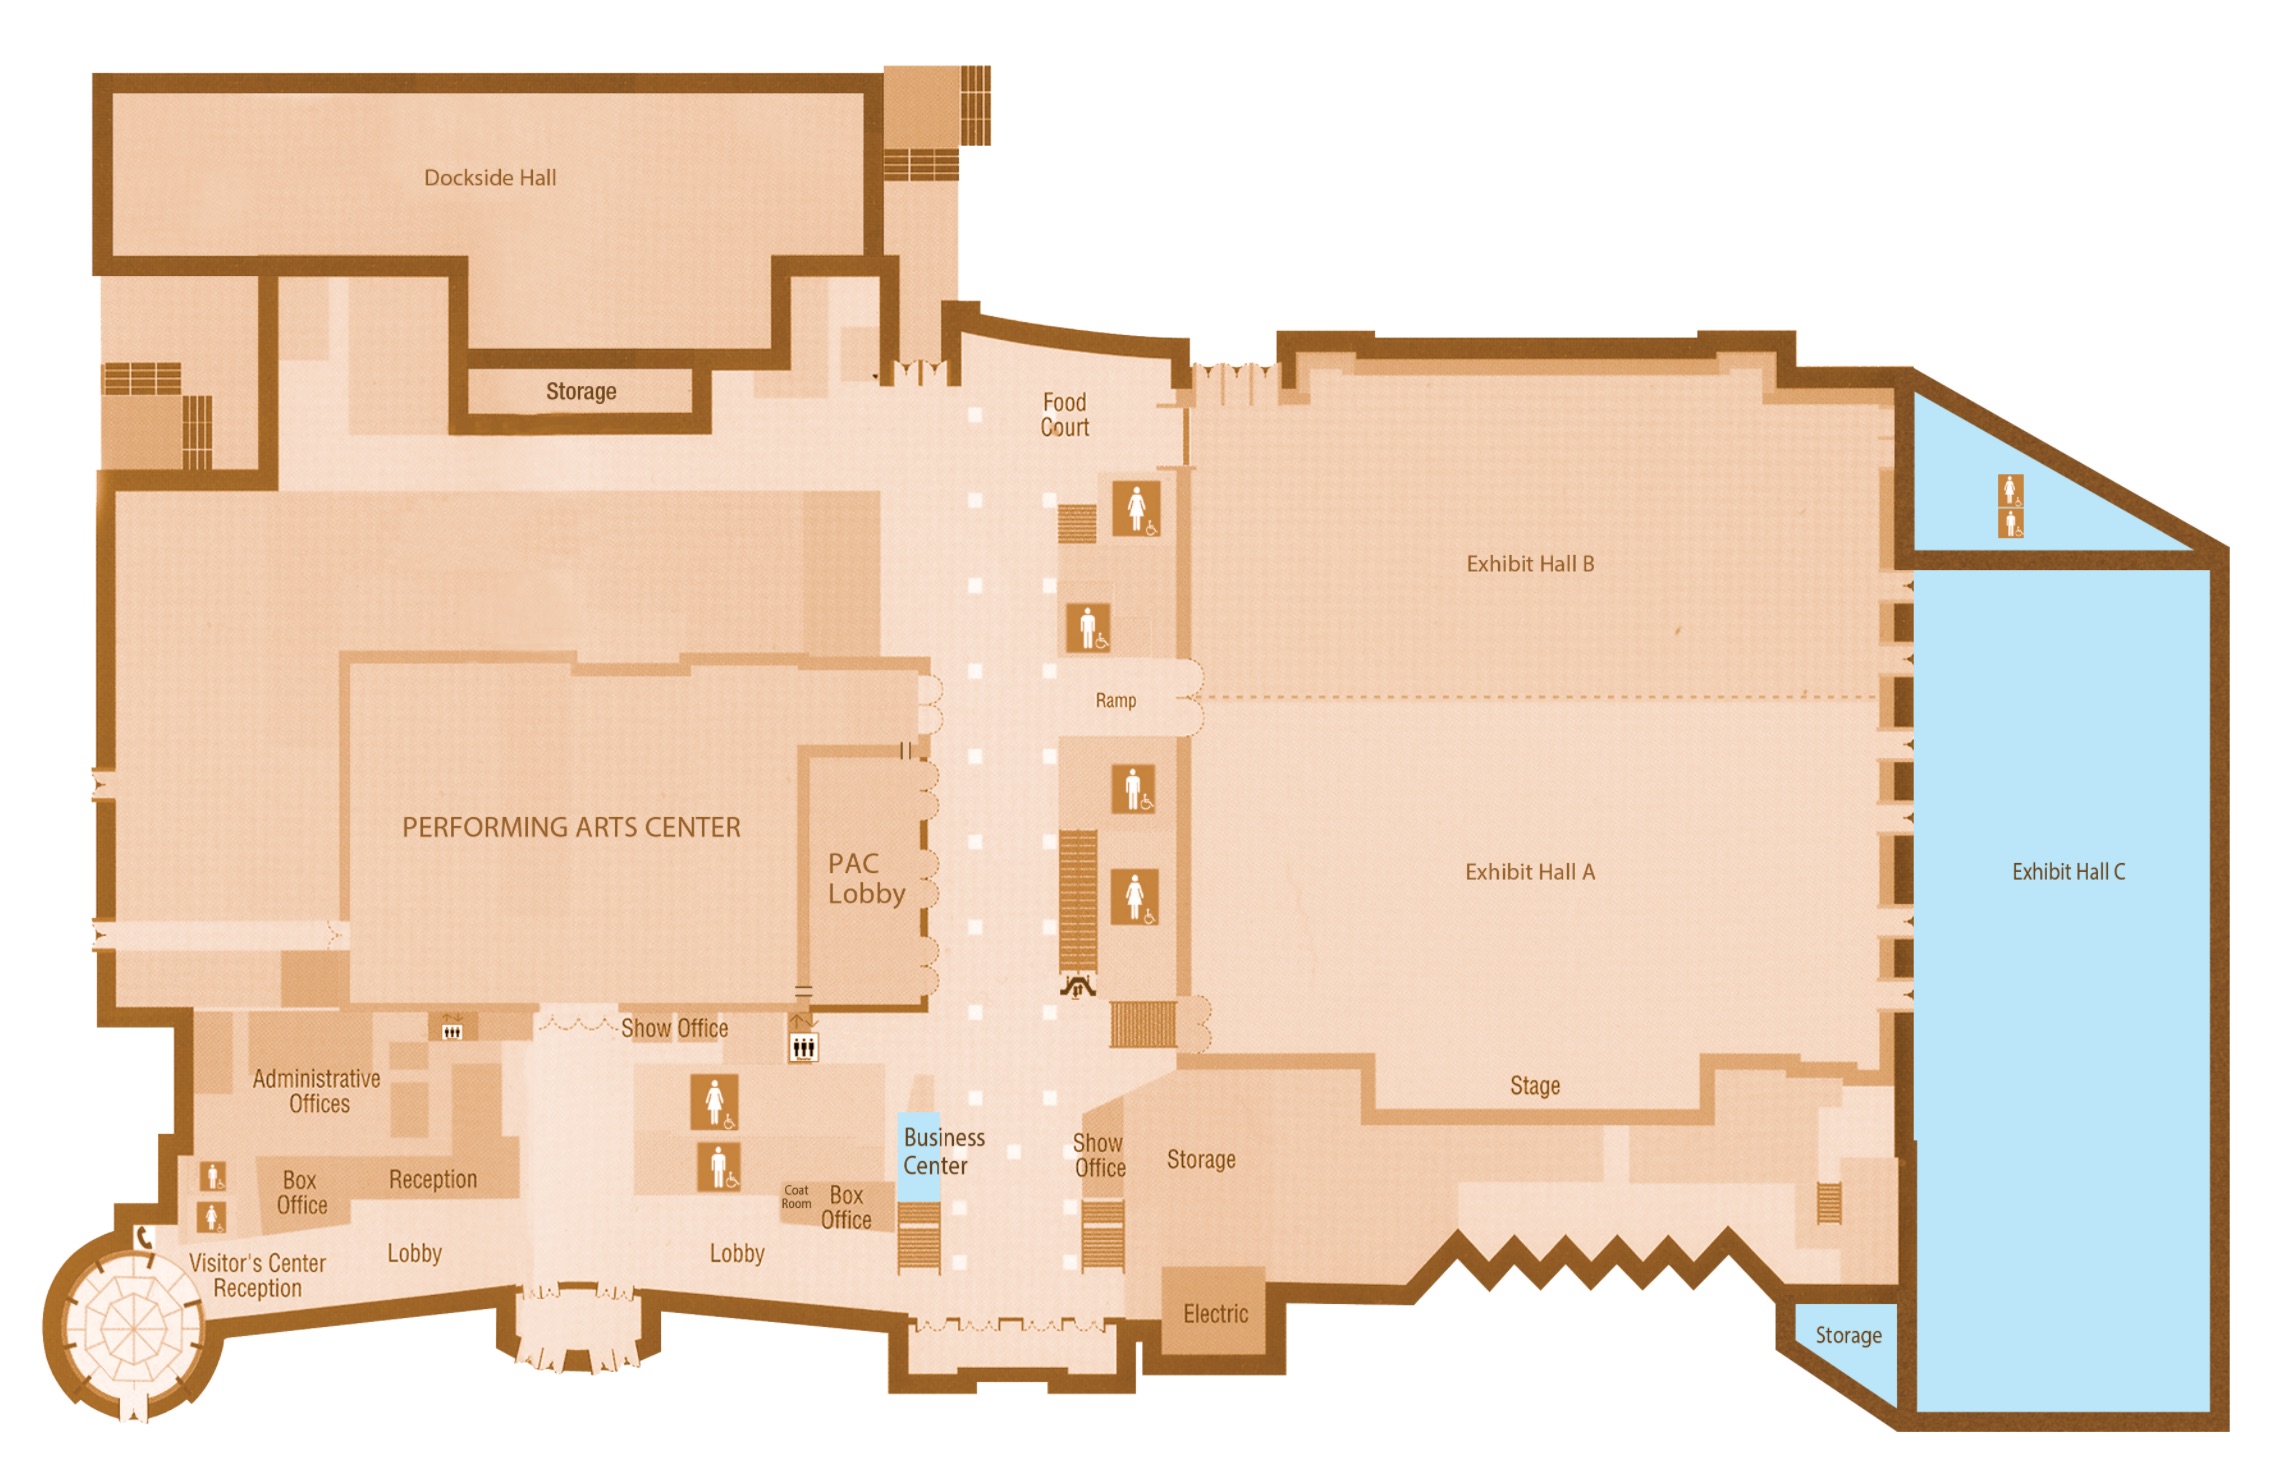 Dockside Hall
Storage
Food
Court
Exhibit Hall B
Ramp
PERFORMING ARTS CENTER
PAC
Lobby
Exhibit Hall A
Exhibit Hall C
Show Office
Administrative
Offices
Stage
Business
Center
Show
Office
Storage
Box
Office
Reception
Coat
Room
Box
Office
Visitor's Center
Reception
Lobby
Lobby
Electric
Storage